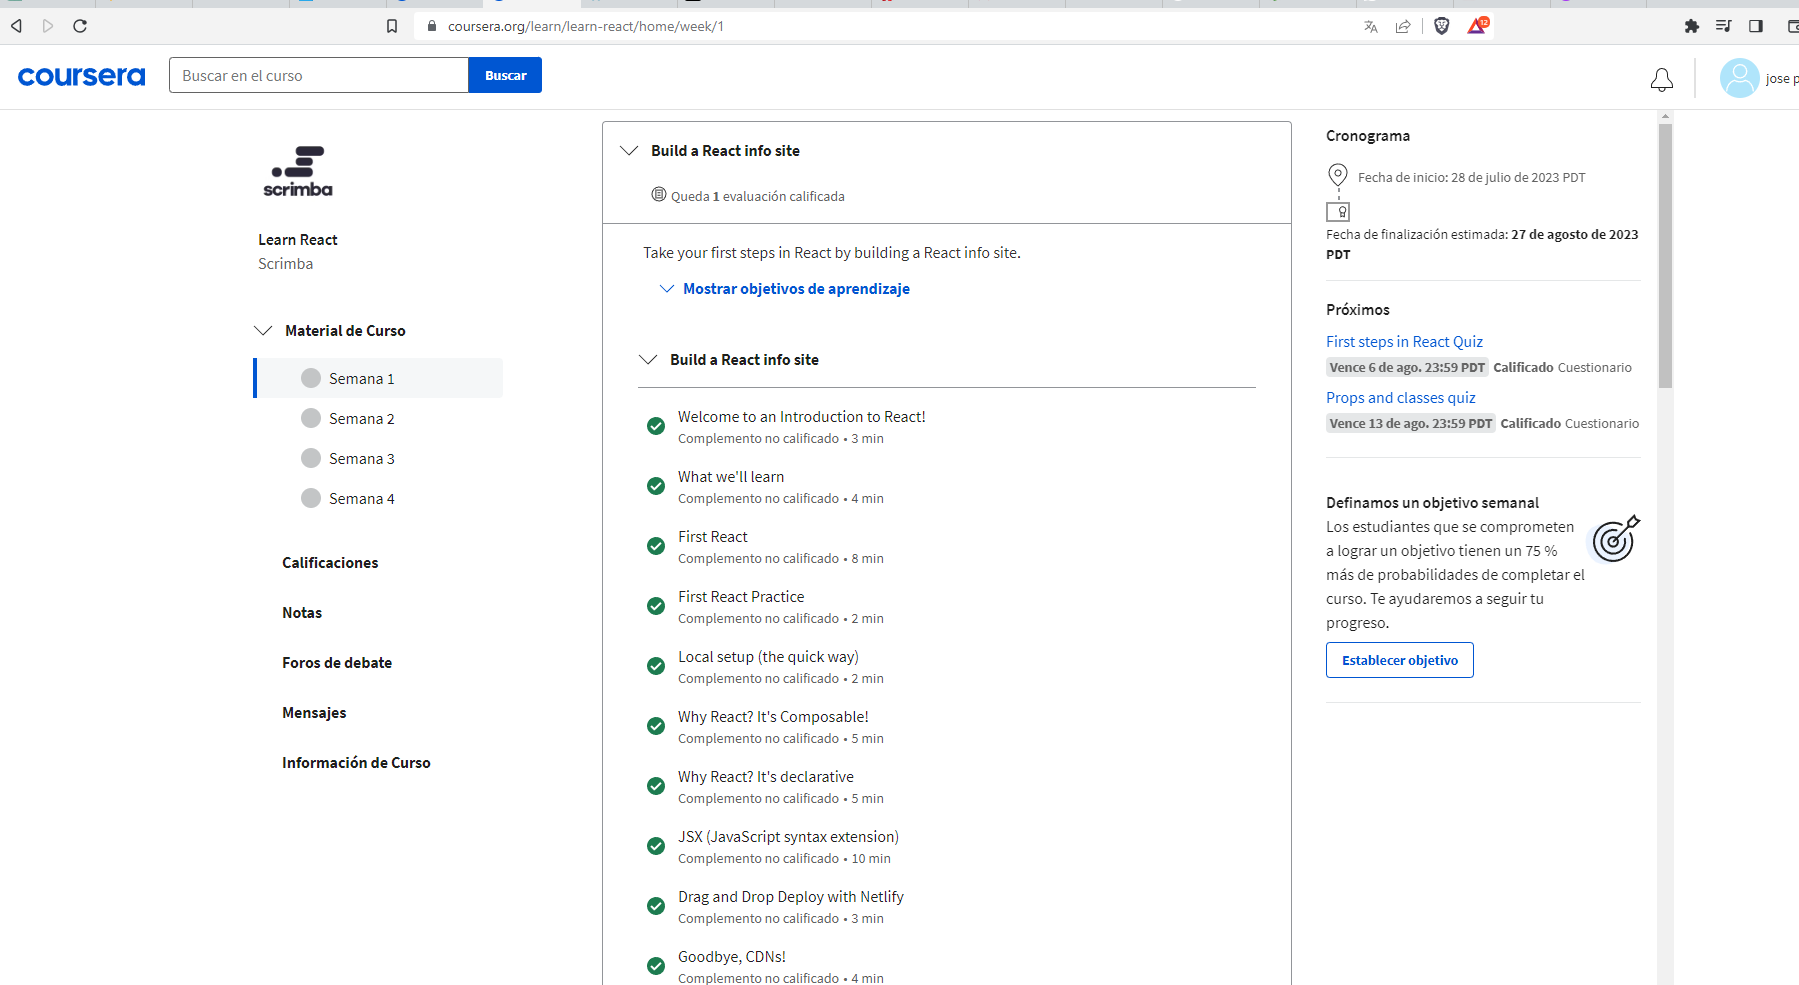 coursera.org/learn/learn-react/home/week/1
12
coursera
Buscar en el curso
Buscar
jose p
scrimba
Learn React
Scrimba
Material de Curso
Semana 1
Semana 2
Semana 3
Semana 4
Calificaciones
Notas
Foros de debate
Mensajes
Información de Curso
Build a React info site
Queda 1 evaluación calificada
Take your first steps in React by building a React info site.
Mostrar objetivos de aprendizaje
Build a React info site
Welcome to an Introduction to React!
Complemento no calificado • 3 min
What we'll learn
Complemento no calificado • 4 min
First React
Complemento no calificado • 8 min
First React Practice
Complemento no calificado • 2 min
Local setup (the quick way)
Complemento no calificado • 2 min
Why React? It's Composable!
Complemento no calificado • 5 min
Why React? It's declarative
Complemento no calificado • 5 min
JSX (JavaScript syntax extension)
Complemento no calificado • 10 min
Drag and Drop Deploy with Netlify
Complemento no calificado • 3 min
Goodbye, CDNs!
Complemento no calificado • 4 min
Cronograma
Fecha de inicio: 28 de julio de 2023 PDT
Fecha de finalización estimada: 27 de agosto de 2023
PDT
Próximos
First steps in React Quiz
Vence 6 de ago. 23:59 PDT Calificado Cuestionario
Props and classes quiz
Vence 13 de ago. 23:59 PDT Calificado Cuestionario
Definamos un objetivo semanal
Los estudiantes que se comprometen
a lograr un objetivo tienen un 75 %
más de probabilidades de completar el
curso. Te ayudaremos a seguir tu
progreso.
Establecer objetivo